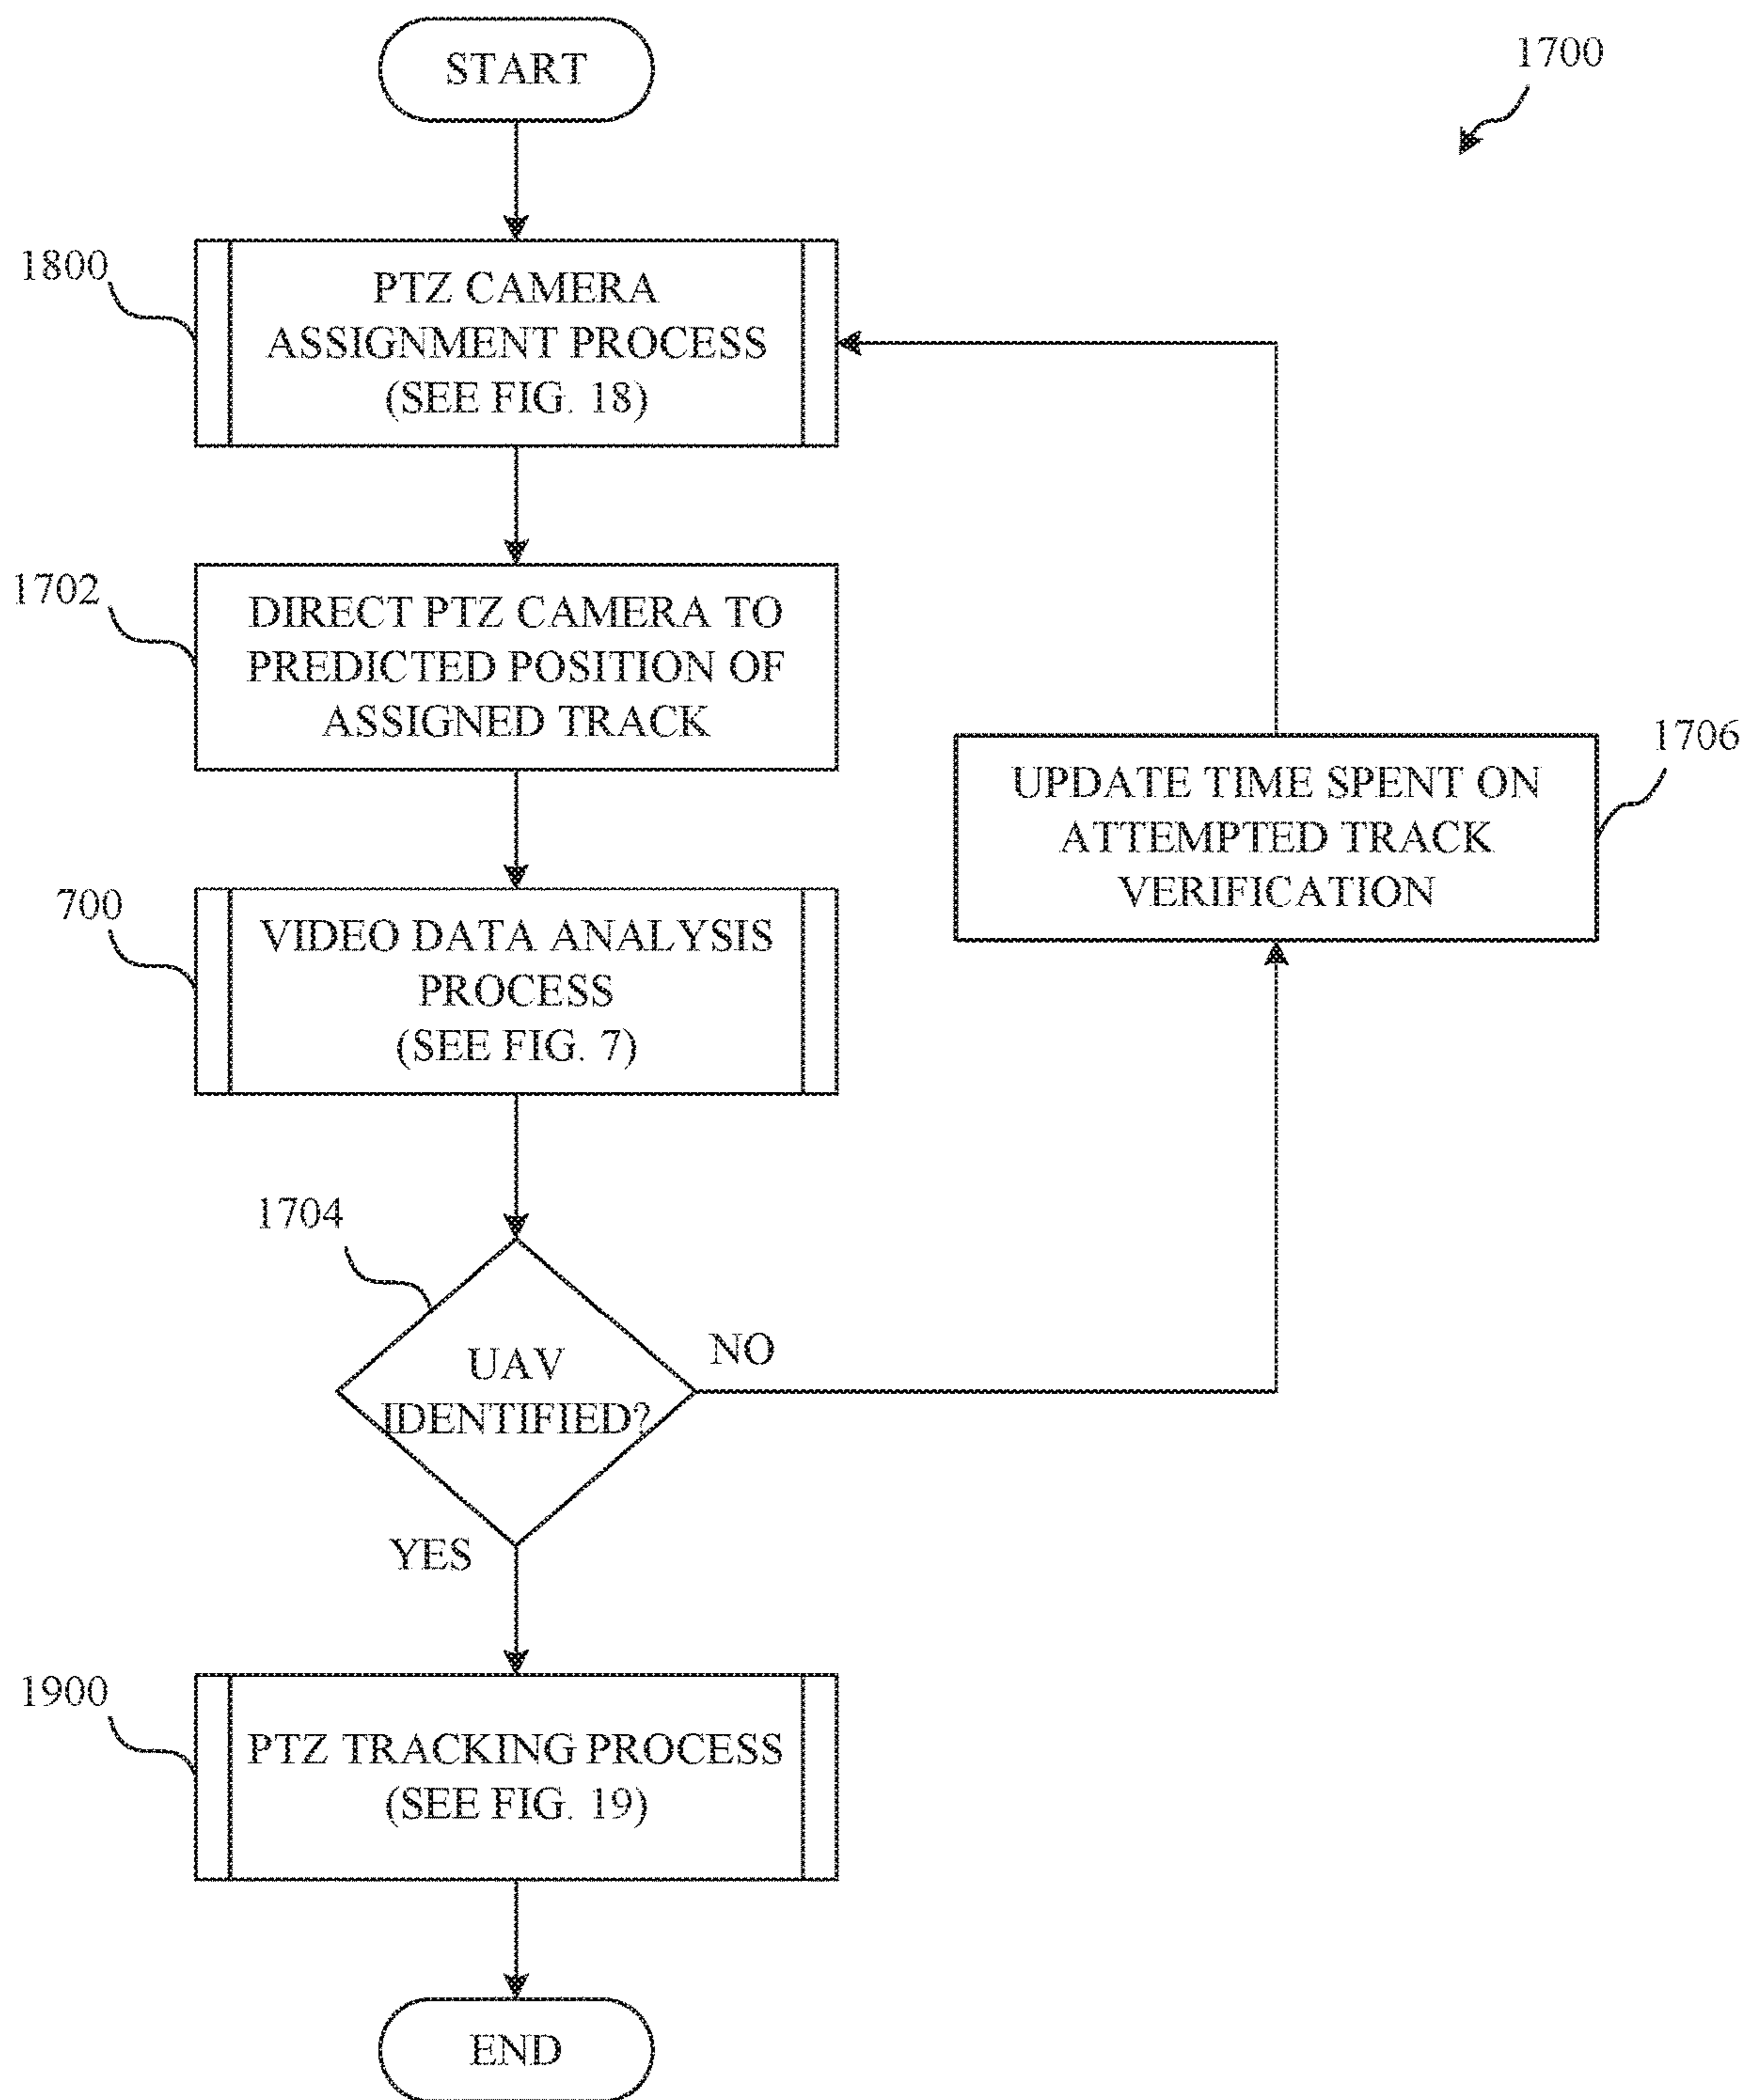 START
1700
1800
PTZ CAMERA
ASSIGNMENT PROCESS
(SEE FIG. 18)
1702
DIRECT PTZ CAMERA TO
PREDICTED POSITION OF
ASSIGNED TRACK
1706
UPDATE TIME SPENT ON
ATTEMPTED TRACK
VERIFICATION
700
VIDEO DATA ANALYSIS
PROCESS
(SEE FIG. 7)
1704
UAV
IDENTIFIED?
NO
YES
1900
PTZ TRACKING PROCESS
(SEE FIG. 19)
END